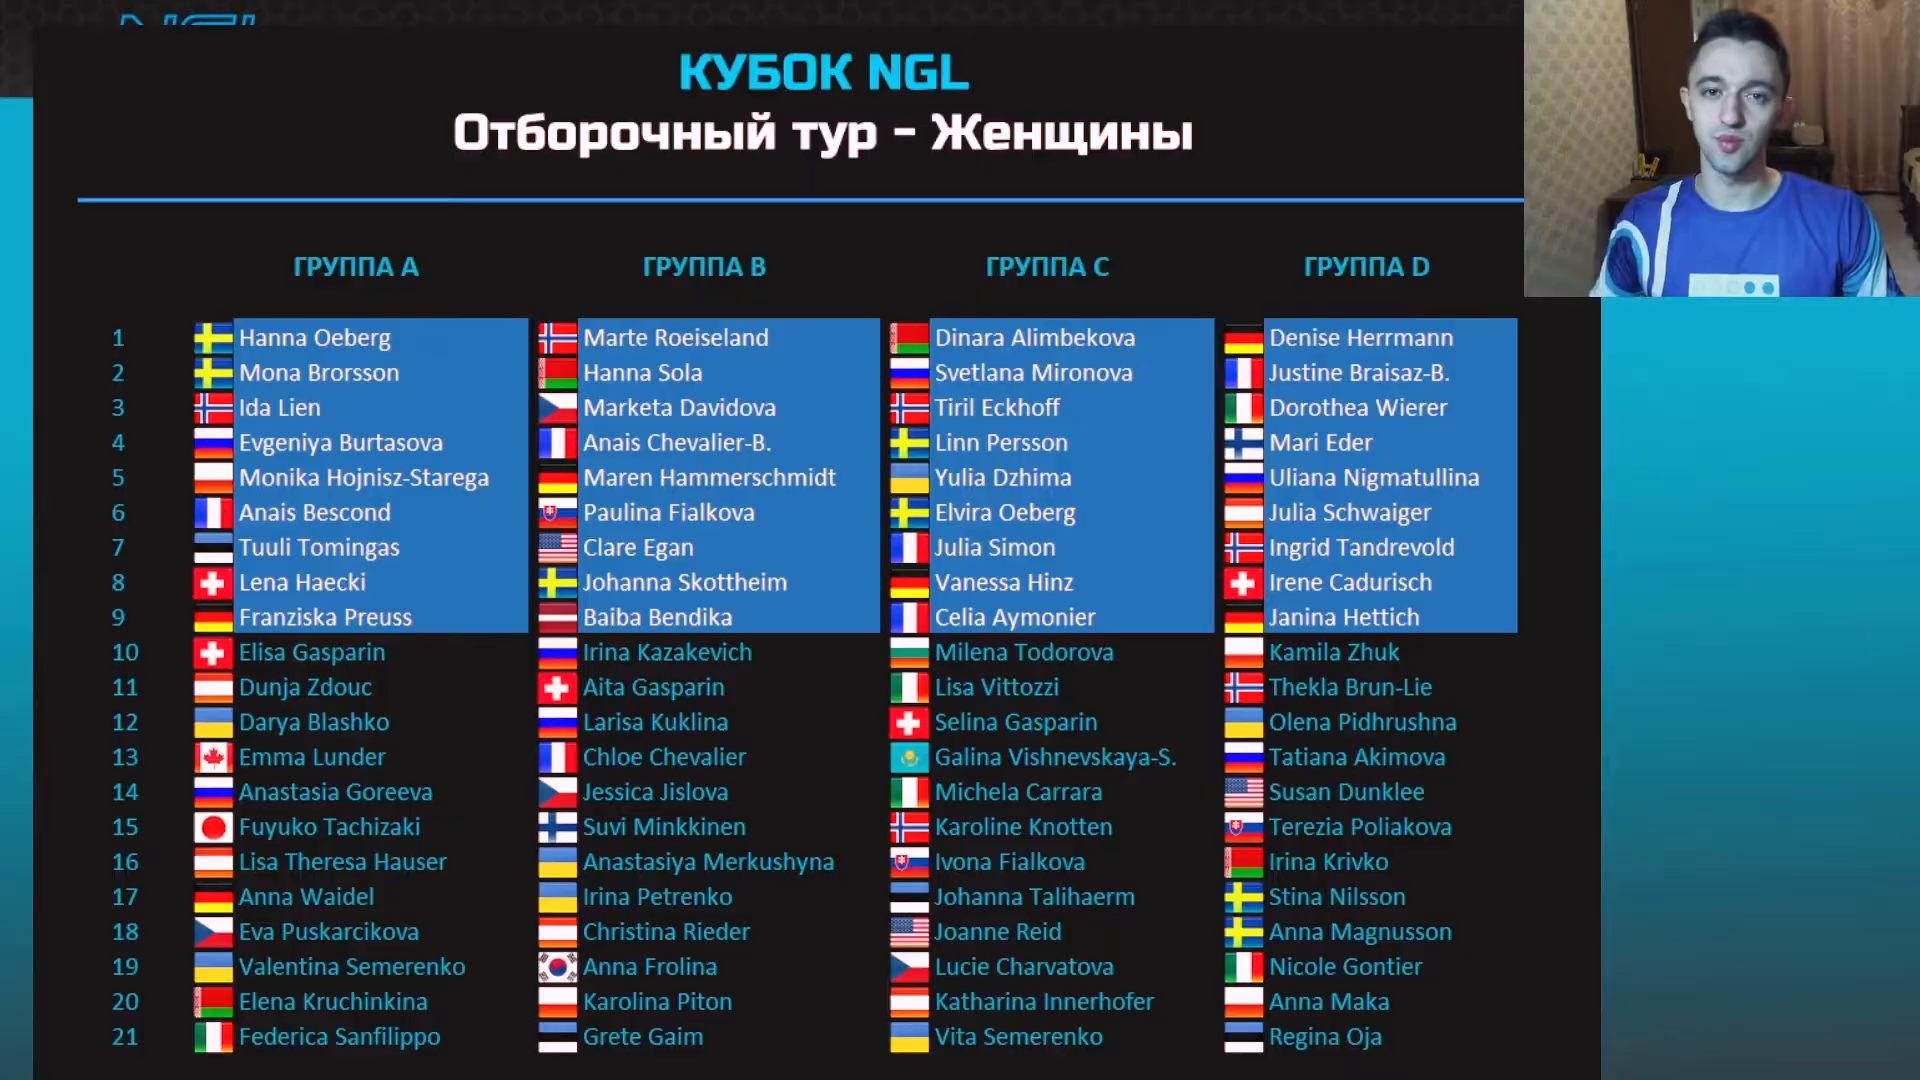 КУБОК NGL
Отборочный тур - Женщины
ГРУППА A ГРУППА B ГРУППА C ГРУППА D
1 Hanna Oeberg Marte Roeiseland Dinara Alimbekova Denise Herrmann
2 Mona Brorsson Hanna Sola Svetlana Mironova Justine Braisaz-B.
3 Ida Lien Marketa Davidova Tiril Eckhoff Dorothea Wierer
4 Evgeniya Burtasova Anais Chevalier-B. Linn Persson Mari Eder
5 Monika Hojnisz-Starega Maren Hammerschmidt Yulia Dzhima Uliana Nigmatullina
6 Anais Bescond Paulina Fialkova Elvira Oeberg Julia Schwaiger
7 Tuuli Tomingas Clare Egan Julia Simon Ingrid Tandrevold
8 Lena Haecki Johanna Skottheim Vanessa Hinz Irene Cadurisch
9 Franziska Preuss Baiba Bendika Celia Aymonier Janina Hettich
10 Elisa Gasparin Irina Kazakevich Milena Todorova Kamila Zhuk
11 Dunja Zdouc Aita Gasparin Lisa Vittozzi Thekla Brun-Lie
12 Darya Blashko Larisa Kuklina Selina Gasparin Olena Pidhrushna
13 Emma Lunder Chloe Chevalier Galina Vishnevskaya-S. Tatiana Akimova
14 Anastasia Goreeva Jessica Jislova Michela Carrara Susan Dunklee
15 Fuyuko Tachizaki Suvi Minkkinen Karoline Knotten Terezia Poliakova
16 Lisa Theresa Hauser Anastasiya Merkushyna Ivona Fialkova Irina Krivko
17 Anna Waidel Irina Petrenko Johanna Talihaerm Stina Nilsson
18 Eva Puskarcikova Christina Rieder Joanne Reid Anna Magnusson
19 Valentina Semerenko Anna Frolina Lucie Charvatova Nicole Gontier
20 Elena Kruchinkina Karolina Piton Katharina Innerhofer Anna Maka
21 Federica Sanfilippo Grete Gaim Vita Semerenko Regina Oja